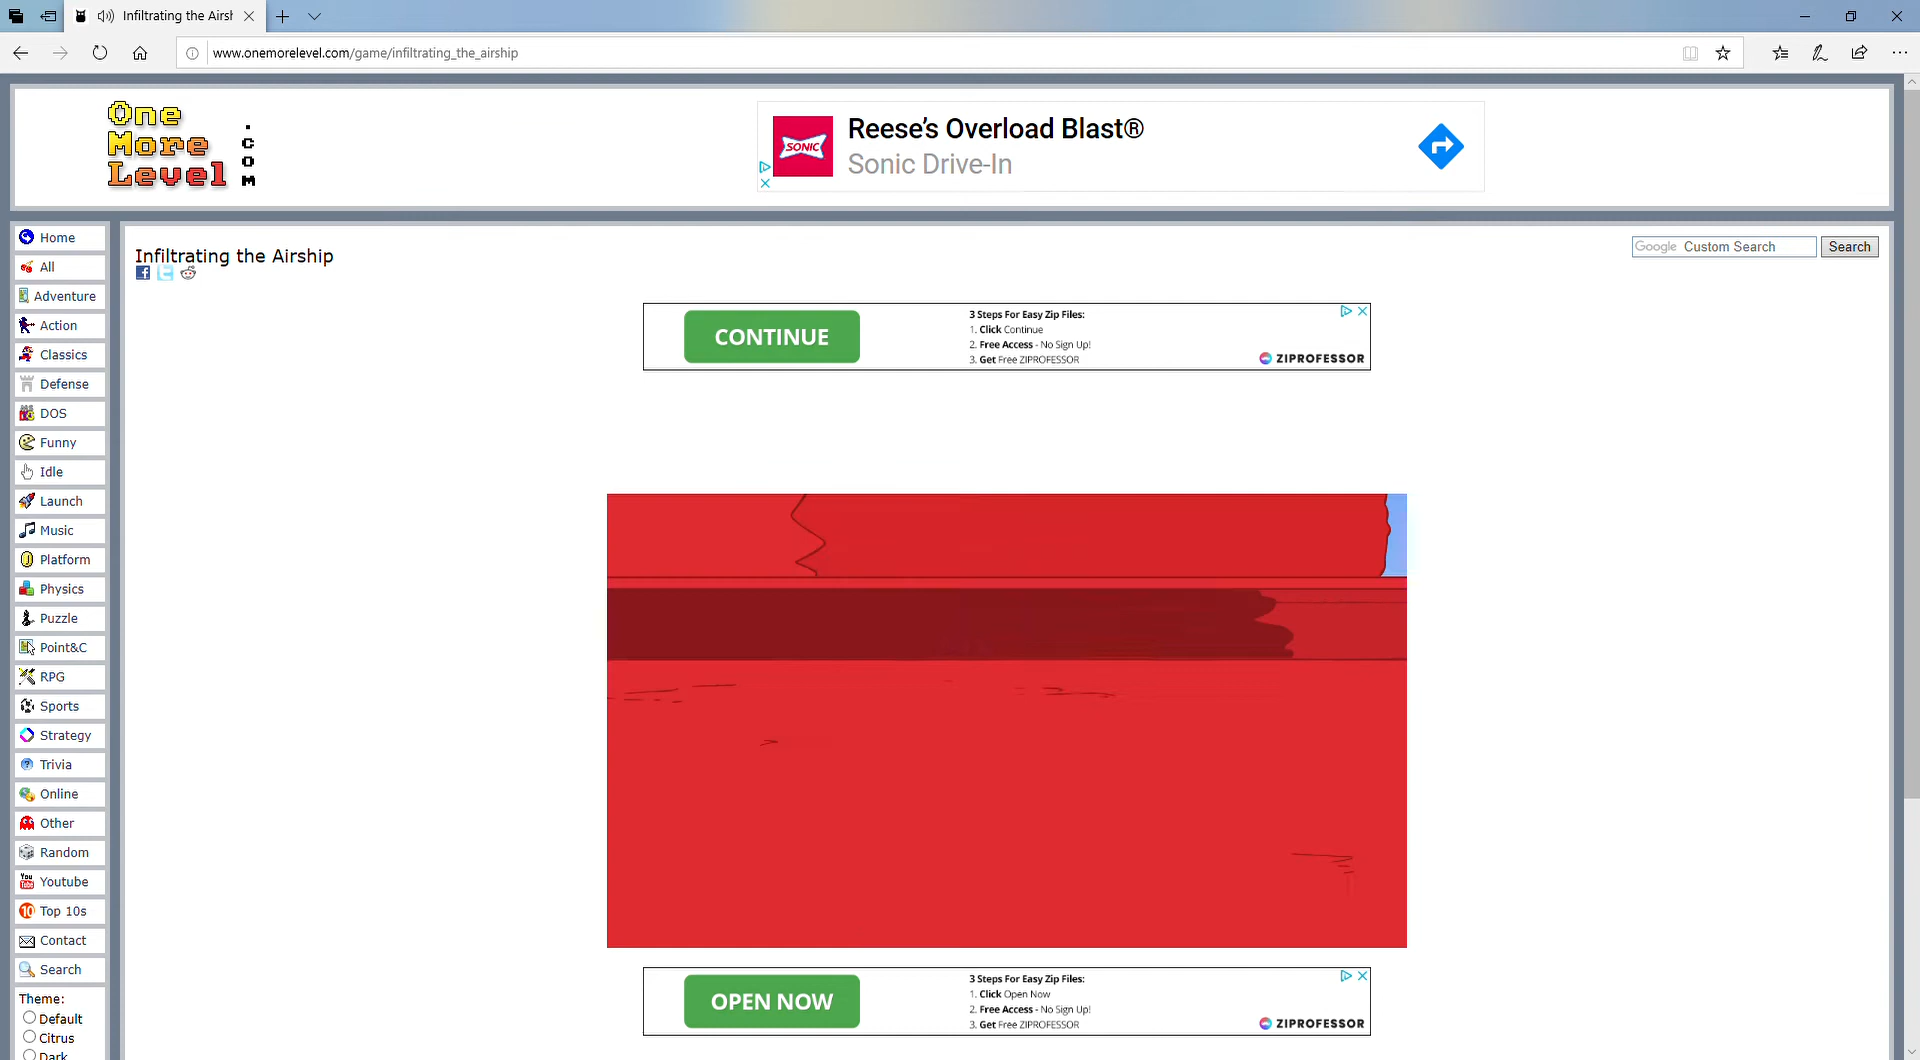 Infiltrating the Airsh
www.onemorelevel.com/game/infiltrating_the_airship
One
More
Level
.com
SONIC
Reese's Overload Blast®
Sonic Drive-In
Home
All
Adventure
Action
Classics
Defense
DOS
Funny
Idle
Launch
Music
Platform
Physics
Puzzle
Point&C
RPG
Sports
Strategy
Trivia
Online
Other
Random
You
Tube
Youtube
10
Top 10s
Contact
Search
Theme:
Default
Citrus
Dark
Infiltrating the Airship
Google Custom Search
Search
CONTINUE
3 Steps For Easy Zip Files:
1. Click Continue
2. Free Access - No Sign Up!
3. Get Free ZIPROFESSOR
ZIPROFESSOR
OPEN NOW
3 Steps For Easy Zip Files:
1. Click Open Now
2. Free Access - No Sign Up!
3. Get Free ZIPROFESSOR
ZIPROFESSOR